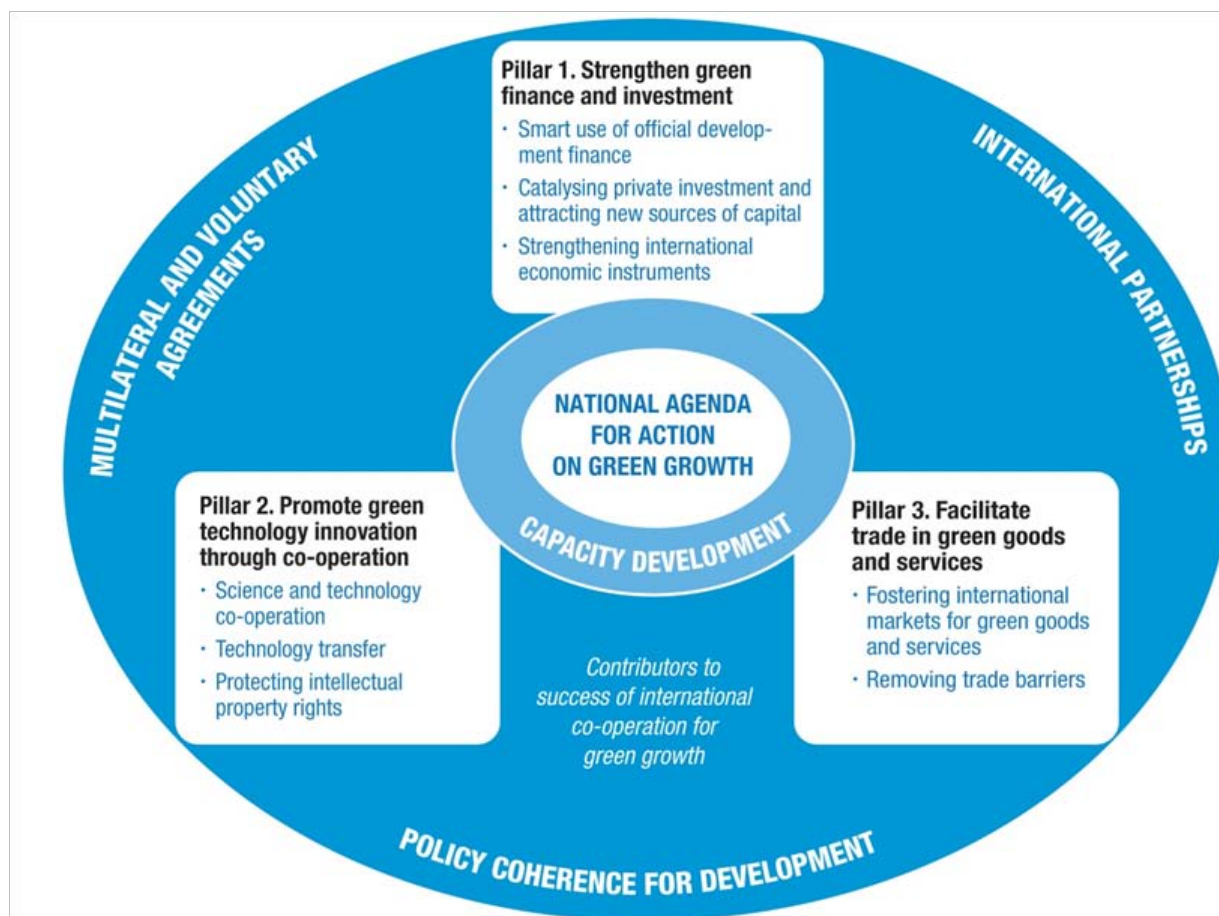 Pillar 1. Strengthen green
finance and investment
· Smart use of official develop-
ment finance
· Catalysing private investment and
attracting new sources of capital
· Strengthening international
economic instruments
MULTILATERAL AND VOLUNTARY
AGREEMENTS
INTERNATIONAL PARTNERSHIPS
NATIONAL AGENDA
FOR ACTION
ON GREEN GROWTH
CAPACITY DEVELOPMENT
Pillar 2. Promote green
technology innovation
through co-operation
· Science and technology
co-operation
· Technology transfer
· Protecting intellectual
property rights
Pillar 3. Facilitate
trade in green goods
and services
· Fostering international
markets for green goods
and services
· Removing trade barriers
Contributors to
success of international
co-operation for
green growth
POLICY COHERENCE FOR DEVELOPMENT